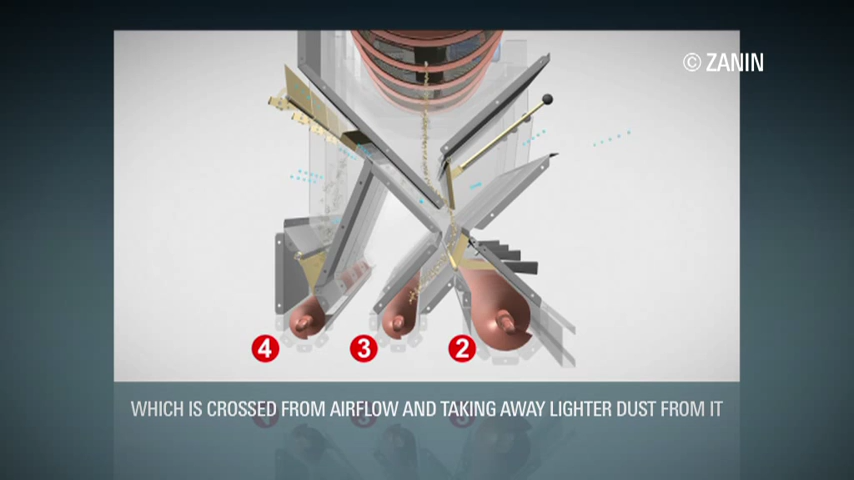 © ZANIN
4
3
2
WHICH IS CROSSED FROM AIRFLOW AND TAKING AWAY LIGHTER DUST FROM IT